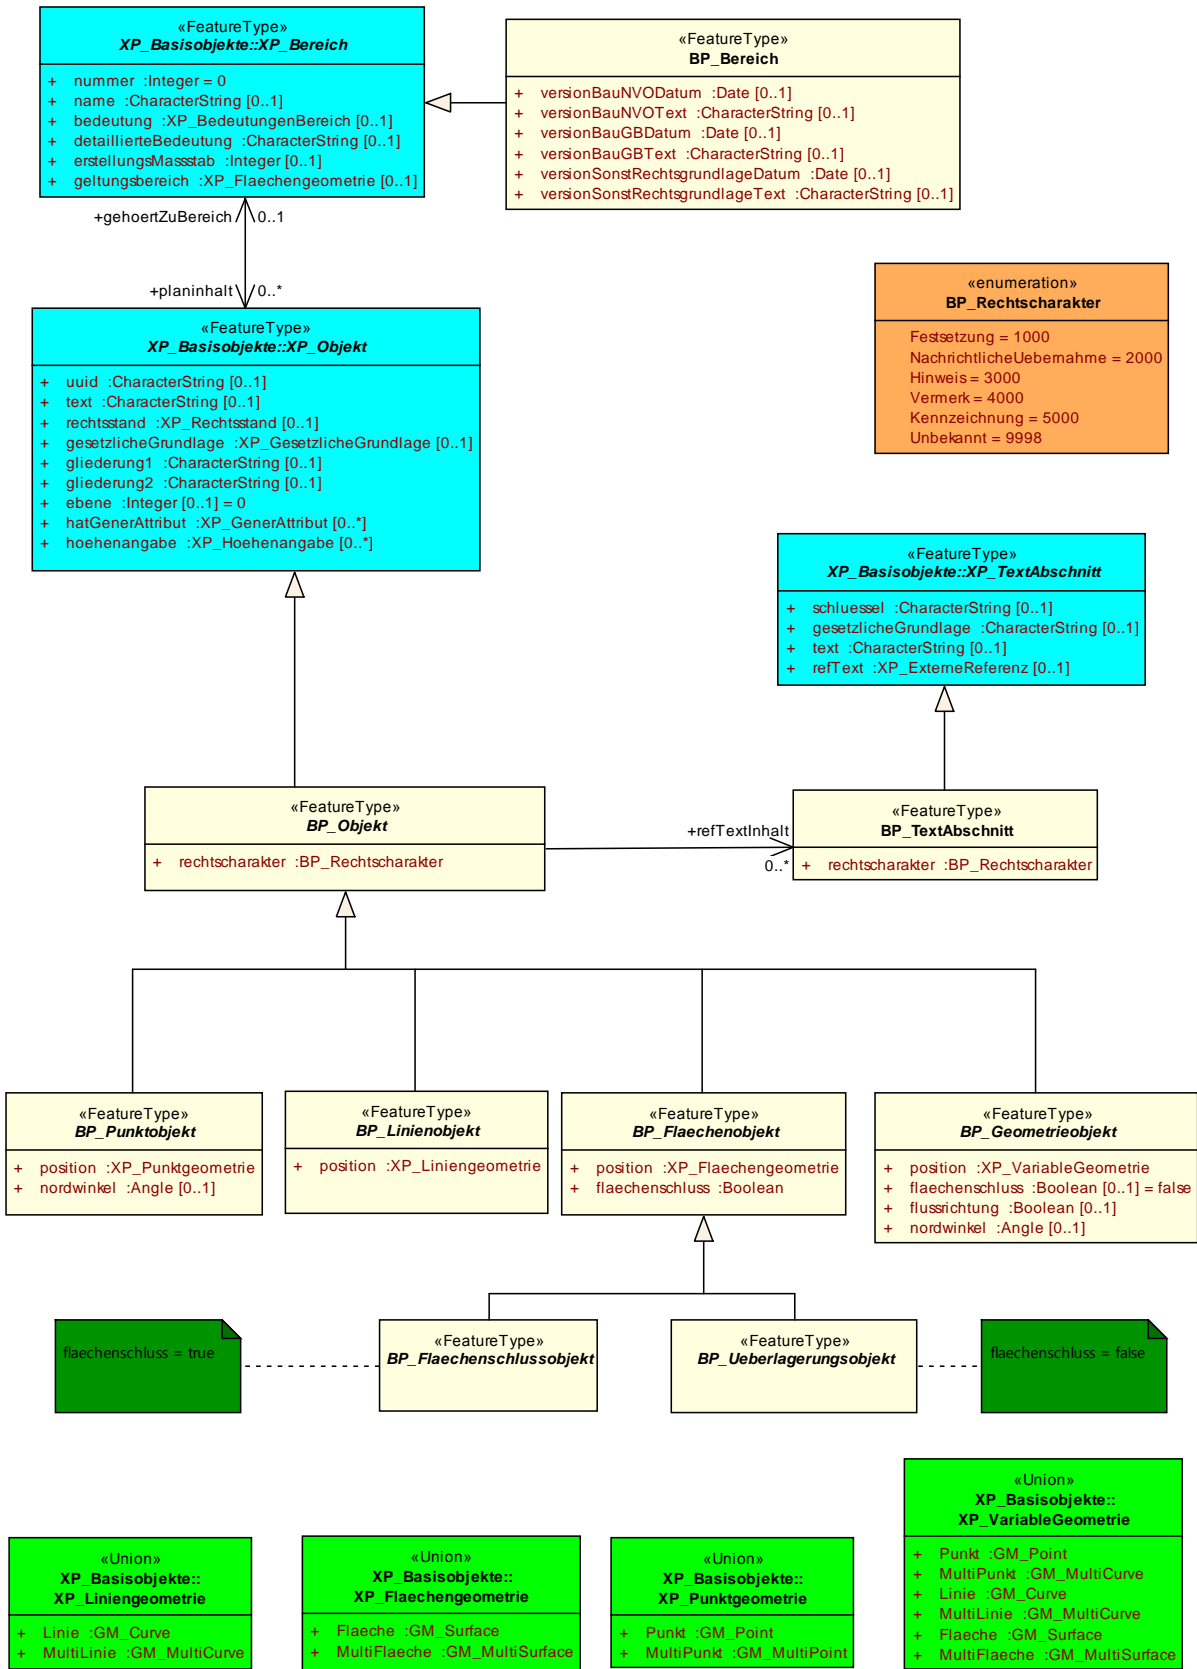 «FeatureType»
XP_Basisobjekte::XP_Bereich
+ nummer :Integer = 0
+ name :CharacterString [0..1]
+ bedeutung :XP_BedeutungenBereich [0..1]
+ detaillierteBedeutung :CharacterString [0..1]
+ erstellungsMassstab :Integer [0..1]
+ geltungsbereich :XP_Flaechengeometrie [0..1]
«FeatureType»
BP_Bereich
+ versionBauNVODatum :Date [0..1]
+ versionBauNVOText :CharacterString [0..1]
+ versionBauGBDatum :Date [0..1]
+ versionBauGBText :CharacterString [0..1]
+ versionSonstRechtsgrundlageDatum :Date [0..1]
+ versionSonstRechtsgrundlageText :CharacterString [0..1]
+gehoertZuBereich 0..1
+planinhalt 0..*
«enumeration»
BP_Rechtscharakter
Festsetzung = 1000
NachrichtlicheUebernahme = 2000
Hinweis = 3000
Vermerk = 4000
Kennzeichnung = 5000
Unbekannt = 9998
«FeatureType»
XP_Basisobjekte::XP_Objekt
+ uuid :CharacterString [0..1]
+ text :CharacterString [0..1]
+ rechtsstand :XP_Rechtsstand [0..1]
+ gesetzlicheGrundlage :XP_GesetzlicheGrundlage [0..1]
+ gliederung1 :CharacterString [0..1]
+ gliederung2 :CharacterString [0..1]
+ ebene :Integer [0..1] = 0
+ hatGenerAttribut :XP_GenerAttribut [0..*]
+ hoehenangabe :XP_Hoehenangabe [0..*]
«FeatureType»
XP_Basisobjekte::XP_TextAbschnitt
+ schluessel :CharacterString [0..1]
+ gesetzlicheGrundlage :CharacterString [0..1]
+ text :CharacterString [0..1]
+ refText :XP_ExterneReferenz [0..1]
«FeatureType»
BP_Objekt
+ rechtscharakter :BP_Rechtscharakter
+refTextInhalt
0..*
«FeatureType»
BP_TextAbschnitt
+ rechtscharakter :BP_Rechtscharakter
«FeatureType»
BP_Punktobjekt
+ position :XP_Punktgeometrie
+ nordwinkel :Angle [0..1]
«FeatureType»
BP_Linienobjekt
+ position :XP_Liniengeometrie
«FeatureType»
BP_Flaechenobjekt
+ position :XP_Flaechengeometrie
+ flaechenschluss :Boolean
«FeatureType»
BP_Geometrieobjekt
+ position :XP_VariableGeometrie
+ flaechenschluss :Boolean [0..1] = false
+ flussrichtung :Boolean [0..1]
+ nordwinkel :Angle [0..1]
flaechenschluss = true
«FeatureType»
BP_Flaechenschlussobjekt
«FeatureType»
BP_Ueberlagerungsobjekt
flaechenschluss = false
«Union»
XP_Basisobjekte::
XP_Liniengeometrie
+ Linie :GM_Curve
+ MultiLinie :GM_MultiCurve
«Union»
XP_Basisobjekte::
XP_Flaechengeometrie
+ Flaeche :GM_Surface
+ MultiFlaeche :GM_MultiSurface
«Union»
XP_Basisobjekte::
XP_Punktgeometrie
+ Punkt :GM_Point
+ MultiPunkt :GM_MultiPoint
«Union»
XP_Basisobjekte::
XP_VariableGeometrie
+ Punkt :GM_Point
+ MultiPunkt :GM_MultiCurve
+ Linie :GM_Curve
+ MultiLinie :GM_MultiCurve
+ Flaeche :GM_Surface
+ MultiFlaeche :GM_MultiSurface